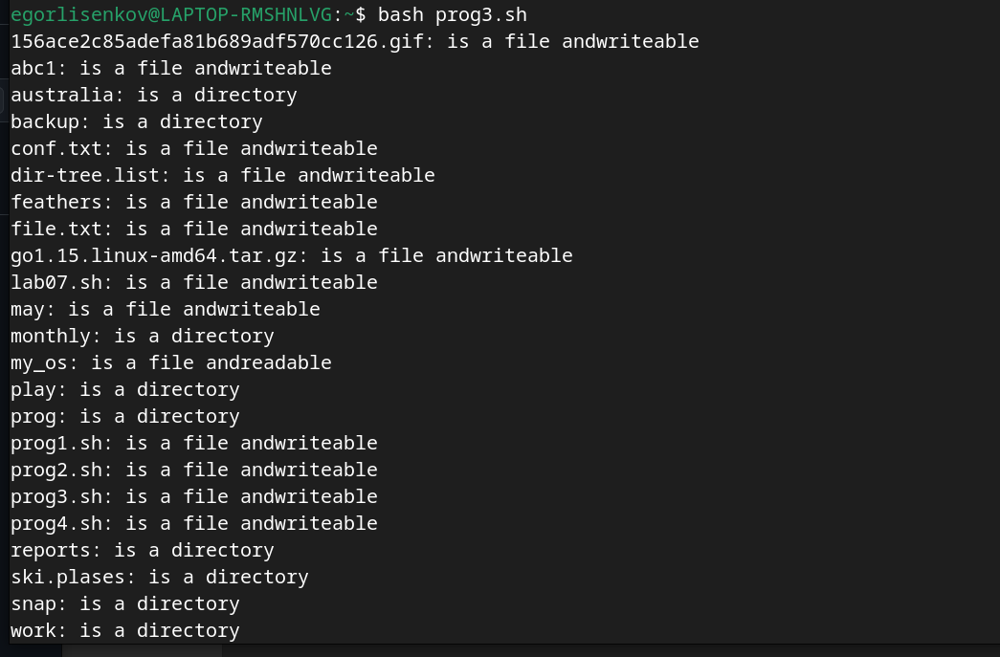 egorlisenkov@LAPTOP-RMSHNLVG:~$ bash prog3.sh
156ace2c85adefa81b689adf570cc126.gif: is a file andwriteable
abc1: is a file andwriteable
australia: is a directory
backup: is a directory
conf.txt: is a file andwriteable
dir-tree.list: is a file andwriteable
feathers: is a file andwriteable
file.txt: is a file andwriteable
go1.15.linux-amd64.tar.gz: is a file andwriteable
lab07.sh: is a file andwriteable
may: is a file andwriteable
monthly: is a directory
my_os: is a file andreadable
play: is a directory
prog: is a directory
prog1.sh: is a file andwriteable
prog2.sh: is a file andwriteable
prog3.sh: is a file andwriteable
prog4.sh: is a file andwriteable
reports: is a directory
ski.plases: is a directory
snap: is a directory
work: is a directory